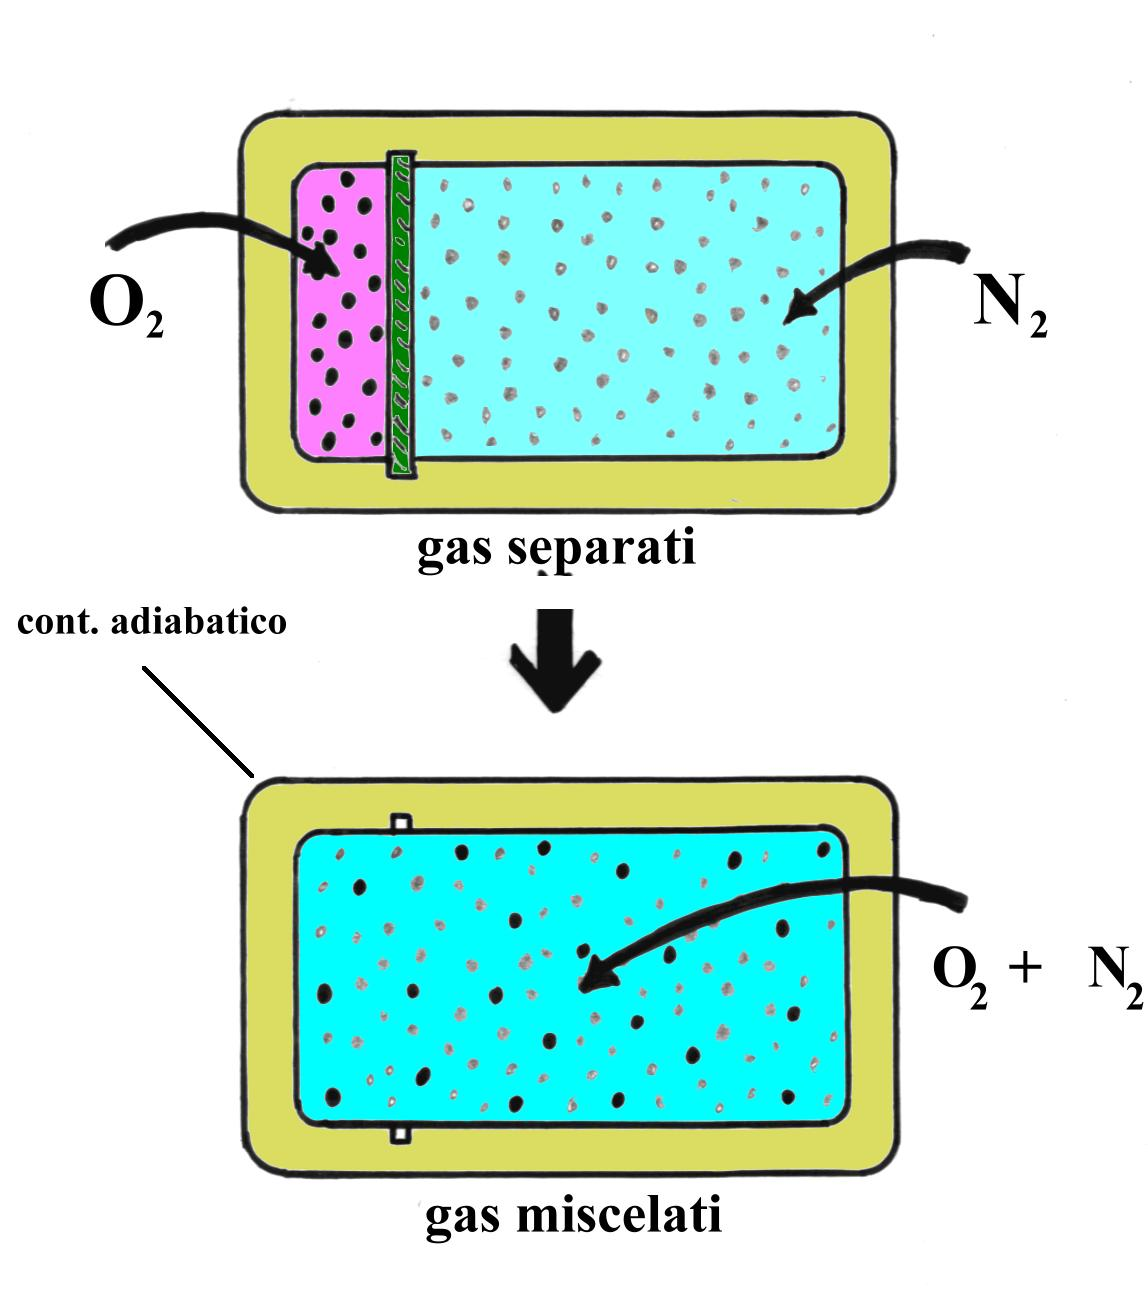 O₂
N₂
gas separati
cont. adiabatico
O₂ + N₂
gas miscelati